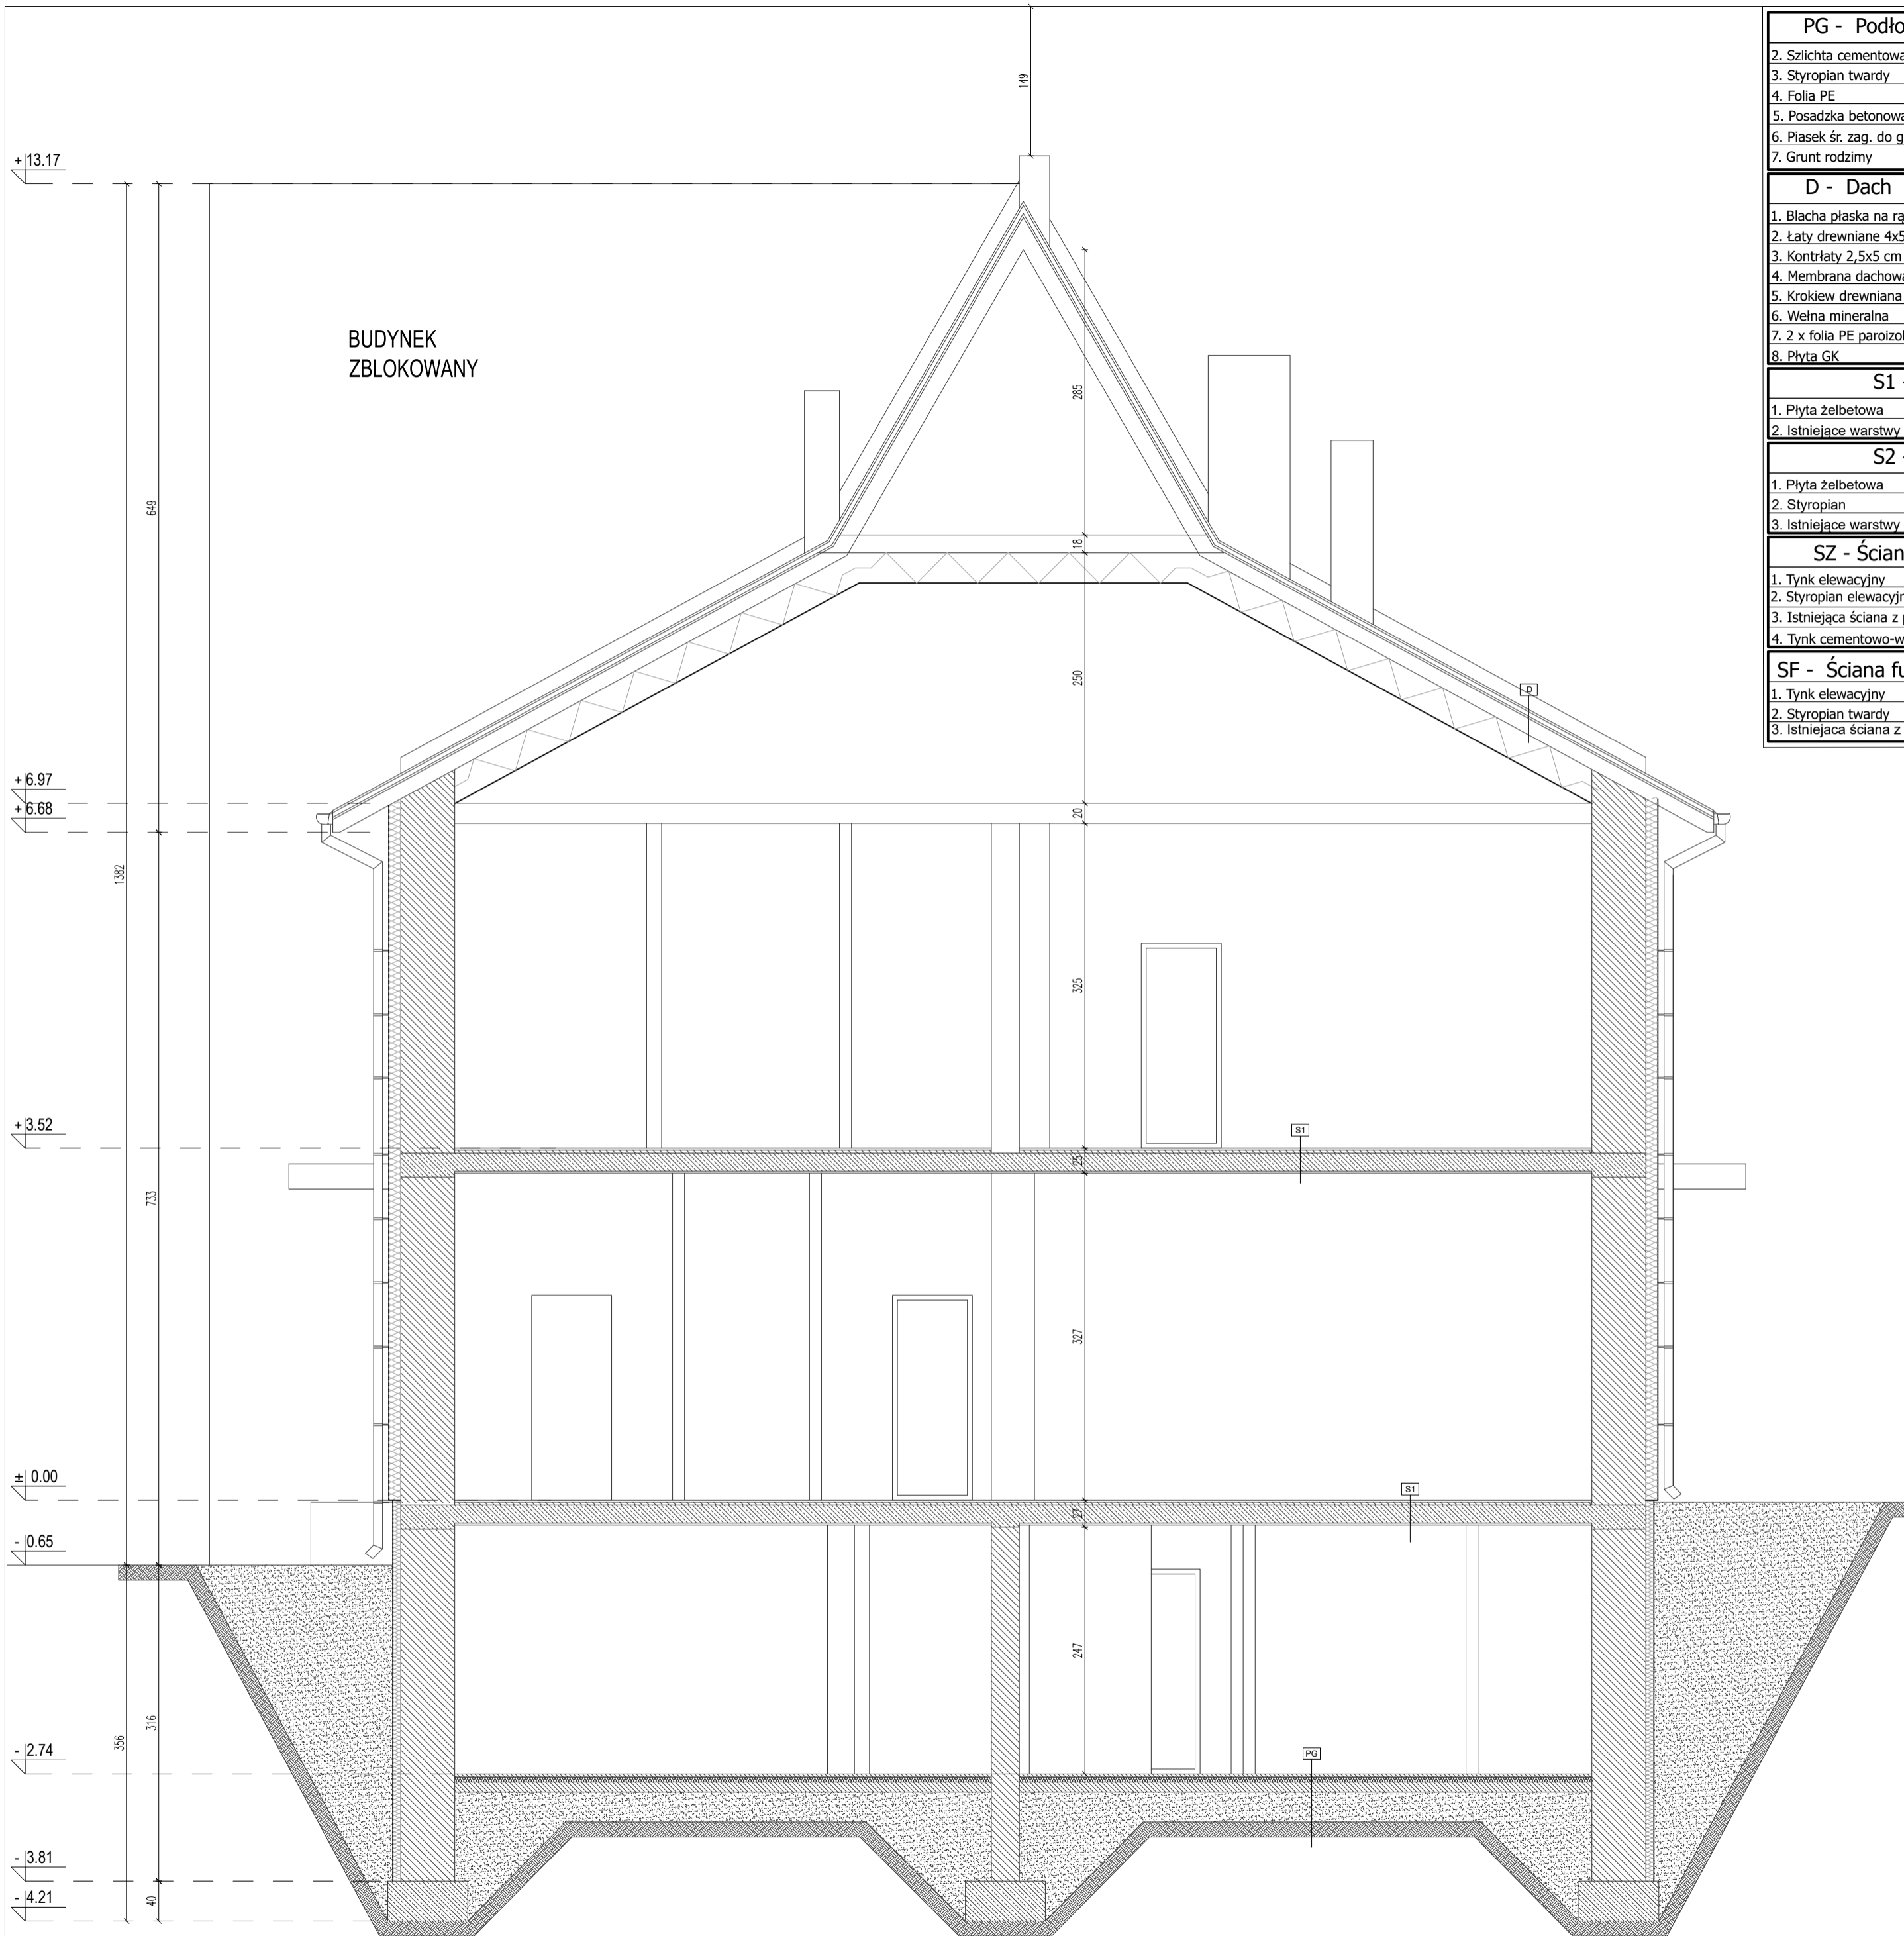 149
+ 13.17
BUDYNEK
ZBLOKOWANY
285
649
18
250
D
+ 6.97
+ 6.68
20
1382
325
+ 3.52
S1
25
733
327
± 0.00
S1
27
- 0.65
247
316
356
- 2.74
PG
- 3.81
40
- 4.21
PG - Podło
2. Szlichta cementowa
3. Styropian twardy
4. Folia PE
5. Posadzka betonowa
6. Piasek śr. zag. do g
7. Grunt rodzimy
D - Dach
1. Blacha płaska na rą
2. Łaty drewniane 4x5
3. Kontrłaty 2,5x5 cm
4. Membrana dachowa
5. Krokiew drewniana
6. Wełna mineralna
7. 2 x folia PE paroizol
8. Płyta GK
S1 -
1. Płyta żelbetowa
2. Istniejące warstwy
S2 -
1. Płyta żelbetowa
2. Styropian
3. Istniejące warstwy
SZ - Ścian
1. Tynk elewacyjny
2. Styropian elewacyjn
3. Istniejąca ściana z p
4. Tynk cementowo-w
SF - Ściana fu
1. Tynk elewacyjny
2. Styropian twardy
3. Istniejaca ściana z